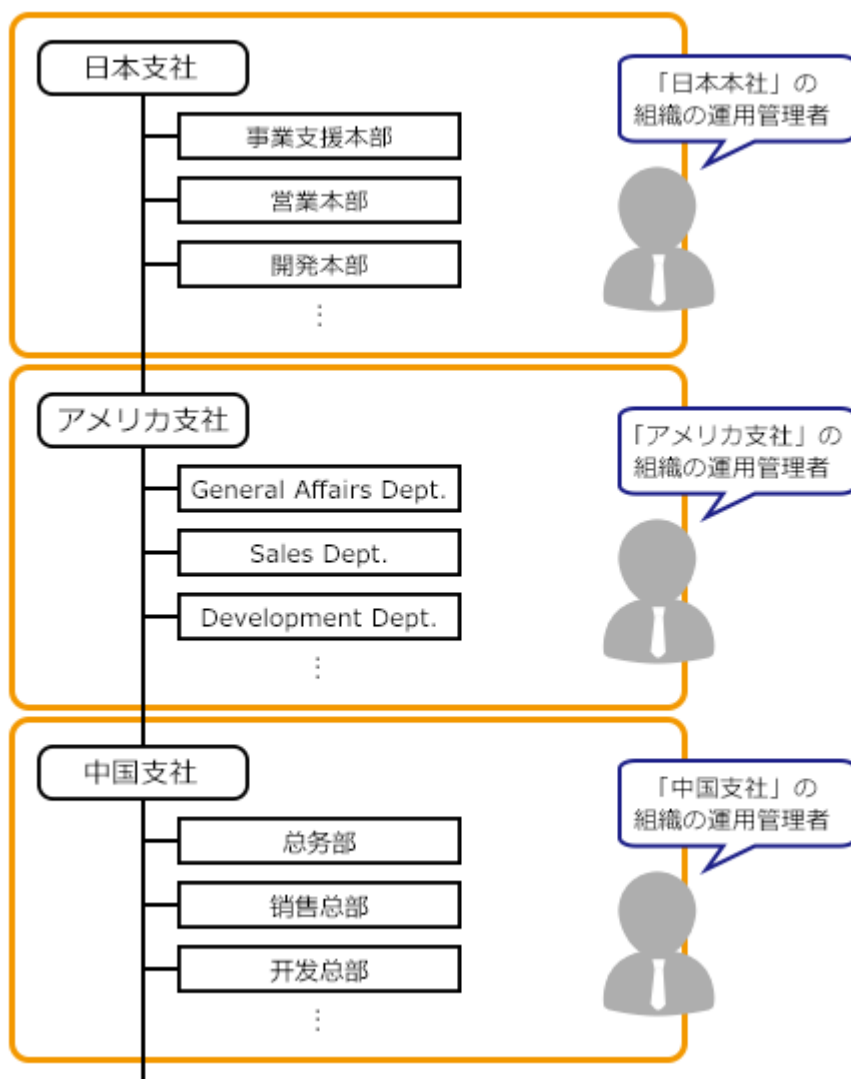 日本支社
「日本本社」の
組織の運用管理者
事業支援本部
営業本部
開発本部
⋮
アメリカ支社
「アメリカ支社」の
組織の運用管理者
General Affairs Dept.
Sales Dept.
Development Dept.
⋮
中国支社
「中国支社」の
組織の運用管理者
总务部
销售总部
开发总部
⋮